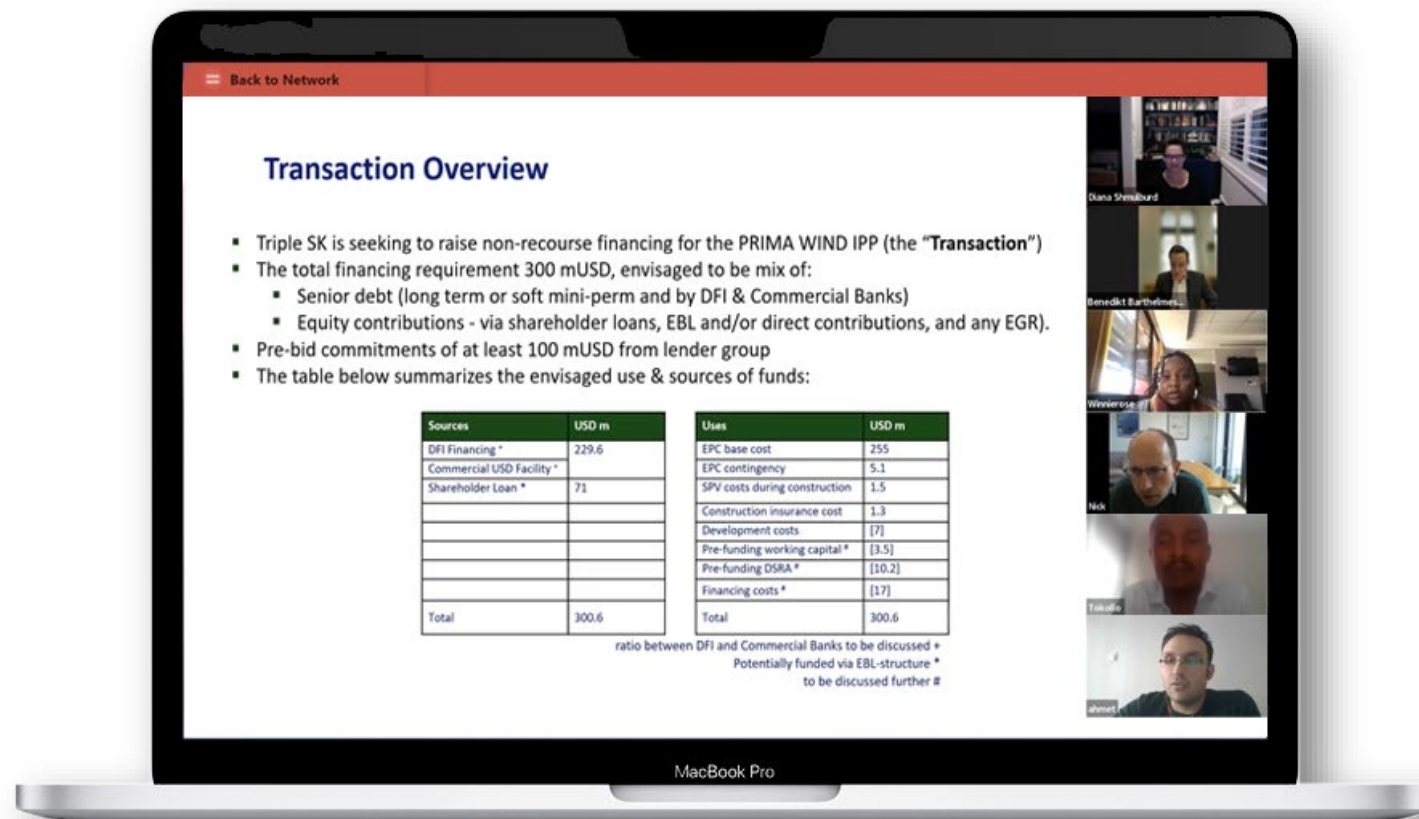 Back to Network
Transaction Overview
▪ Triple SK is seeking to raise non-recourse financing for the PRIMA WIND IPP (the “Transaction”)
▪ The total financing requirement 300 mUSD, envisaged to be mix of:
▪ Senior debt (long term or soft mini-perm and by DFI & Commercial Banks)
▪ Equity contributions - via shareholder loans, EBL and/or direct contributions, and any EGR).
▪ Pre-bid commitments of at least 100 mUSD from lender group
▪ The table below summarizes the envisaged use & sources of funds:
Sources USD m
DFI Financing + 229.6
Commercial USD Facility +
Shareholder Loan * 71
Total 300.6
Uses USD m
EPC base cost 255
EPC contingency 5.1
SPV costs during construction 1.5
Construction insurance cost 1.3
Development costs [7]
Pre-funding working capital # [3.5]
Pre-funding DSRA # [10.2]
Financing costs # [17]
Total 300.6
ratio between DFI and Commercial Banks to be discussed +
Potentially funded via EBL-structure *
to be discussed further #
Diana Shmulburd
Benedikt Barthelmes...
Winnierose
Nick
Tokollo
ahmet
MacBook Pro